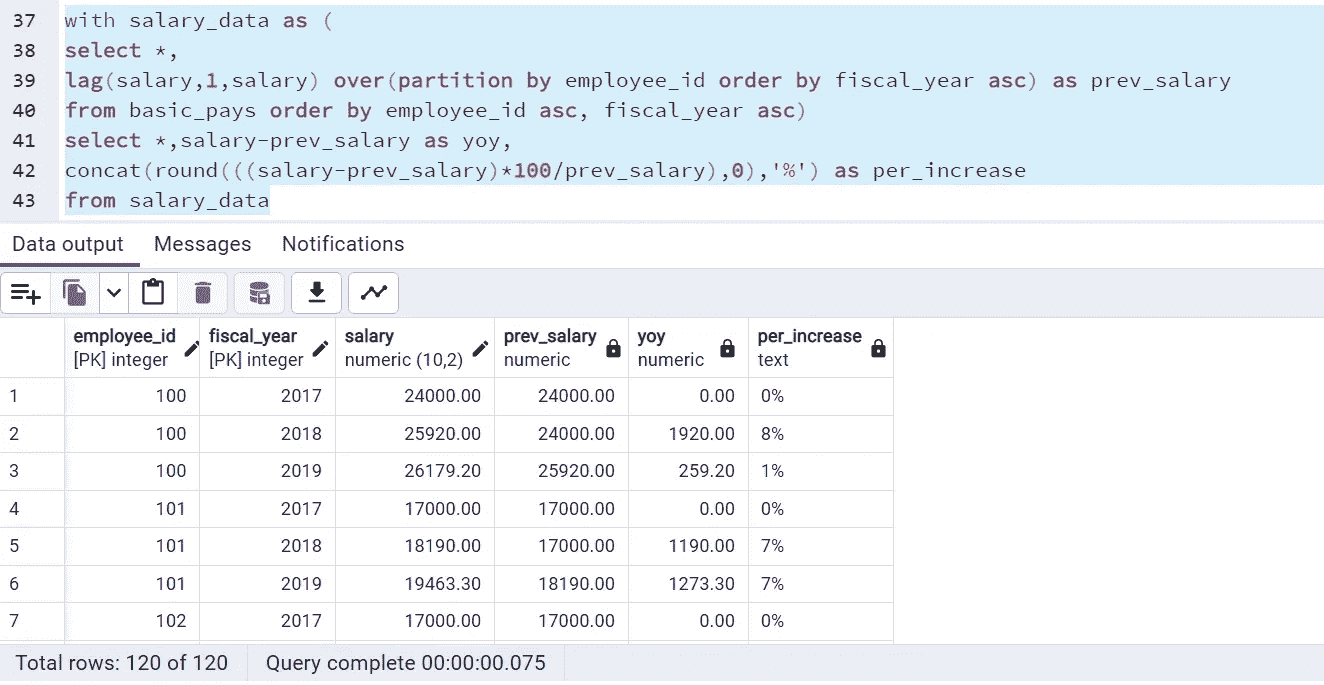 37 with salary_data as (
38 select *,
39 lag(salary,1,salary) over(partition by employee_id order by fiscal_year asc) as prev_salary
40 from basic_pays order by employee_id asc, fiscal_year asc)
41 select *,salary-prev_salary as yoy,
42 concat(round(((salary-prev_salary)*100/prev_salary),0),'%') as per_increase
43 from salary_data
Data output Messages Notifications
employee_id fiscal_year salary prev_salary yoy per_increase
[PK] integer [PK] integer numeric (10,2) numeric numeric text
1 100 2017 24000.00 24000.00 0.00 0%
2 100 2018 25920.00 24000.00 1920.00 8%
3 100 2019 26179.20 25920.00 259.20 1%
4 101 2017 17000.00 17000.00 0.00 0%
5 101 2018 18190.00 17000.00 1190.00 7%
6 101 2019 19463.30 18190.00 1273.30 7%
7 102 2017 17000.00 17000.00 0.00 0%
Total rows: 120 of 120 Query complete 00:00:00.075